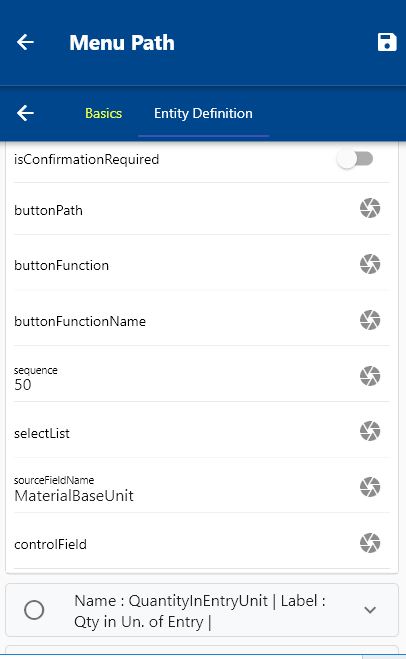 Menu Path
Basics
Entity Definition
isConfirmationRequired
buttonPath
buttonFunction
buttonFunctionName
sequence
50
selectList
sourceFieldName
MaterialBaseUnit
controlField
Name : QuantityInEntryUnit | Label :
Qty in Un. of Entry |